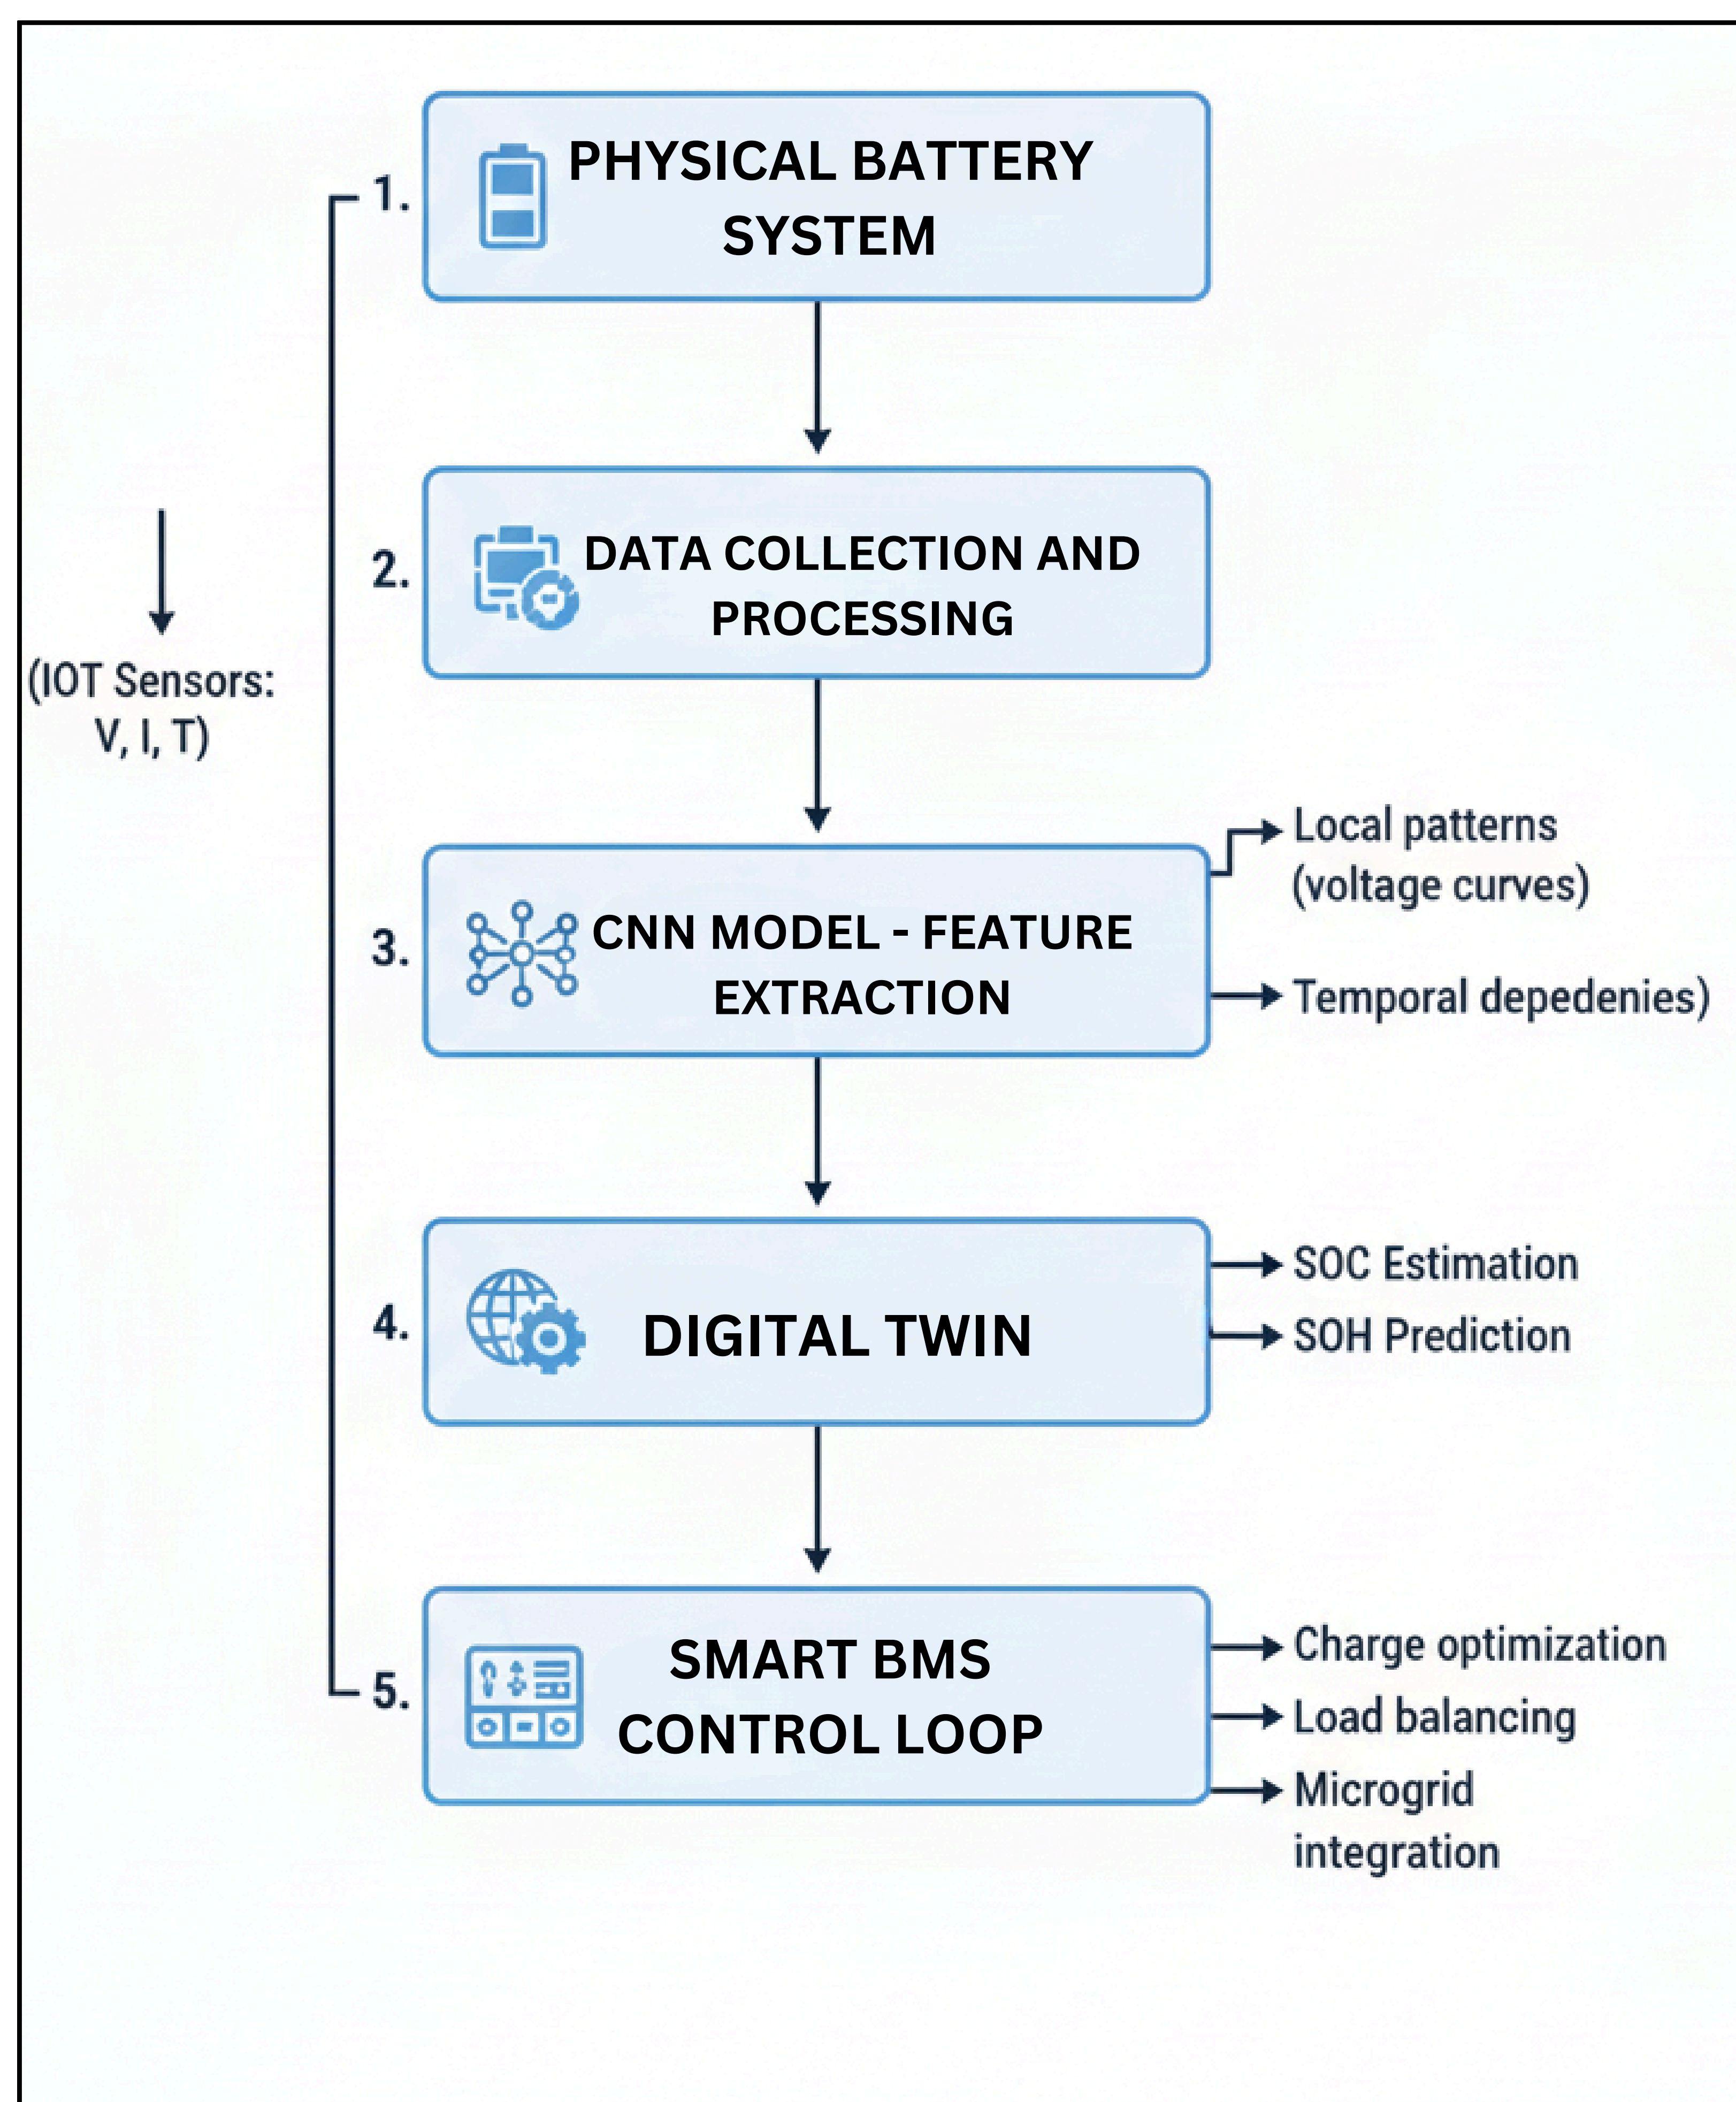 1.
PHYSICAL BATTERY
SYSTEM
2.
DATA COLLECTION AND
PROCESSING
(IOT Sensors:
V, I, T)
3.
CNN MODEL - FEATURE
EXTRACTION
Local patterns
(voltage curves)
Temporal depedenies)
4.
DIGITAL TWIN
SOC Estimation
SOH Prediction
5.
SMART BMS
CONTROL LOOP
Charge optimization
Load balancing
Microgrid
integration